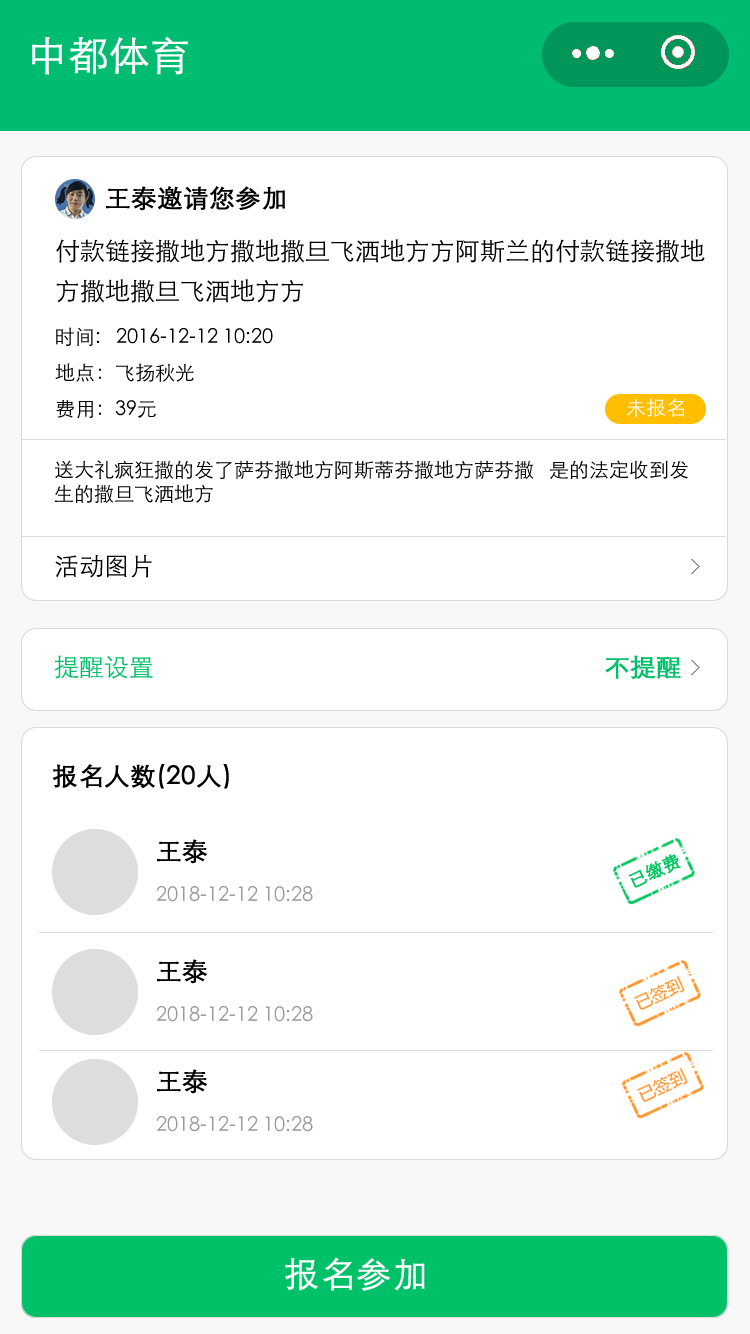 中都体育
王泰邀请您参加
付款链接撒地方撒地撒旦飞洒地方方阿斯兰的付款链接撒地
方撒地撒旦飞洒地方方
时间: 2016-12-12 10:20
地点: 飞扬秋光
费用: 39元
未报名
送大礼疯狂撒的发了萨芬撒地方阿斯蒂芬撒地方萨芬撒 是的法定收到发
生的撒旦飞洒地方
活动图片
提醒设置
不提醒
报名人数(20人)
王泰
2018-12-12 10:28
已缴费
王泰
2018-12-12 10:28
已签到
王泰
2018-12-12 10:28
已签到
报名参加